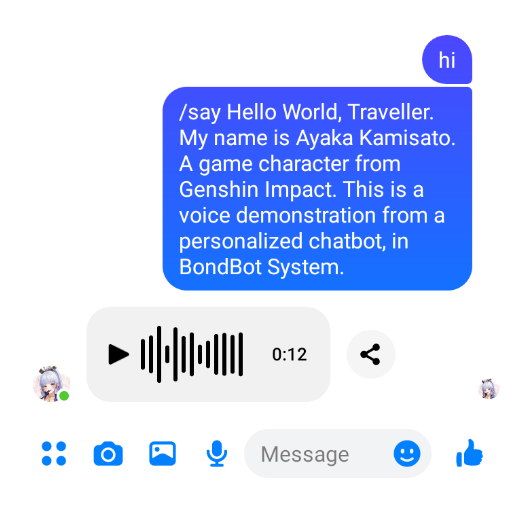 hi
/say Hello World, Traveller.
My name is Ayaka Kamisato.
A game character from
Genshin Impact. This is a
voice demonstration from a
personalized chatbot, in
BondBot System.
0:12
Message